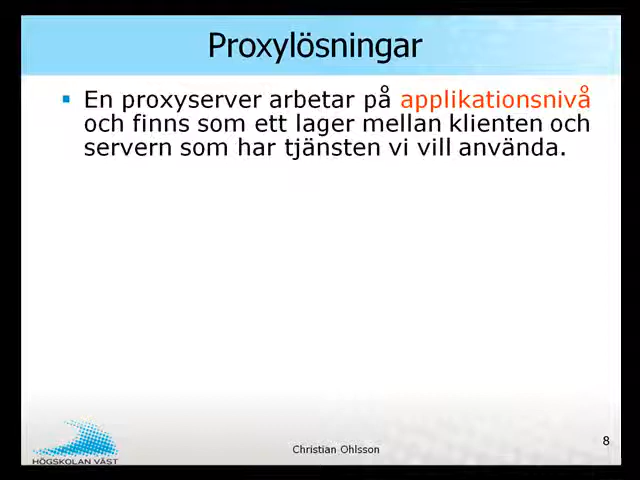 Proxylösningar
En proxyserver arbetar på applikationsnivå
och finns som ett lager mellan klienten och
servern som har tjänsten vi vill använda.
HÖGSKOLAN VÄST
Christian Ohlsson
8